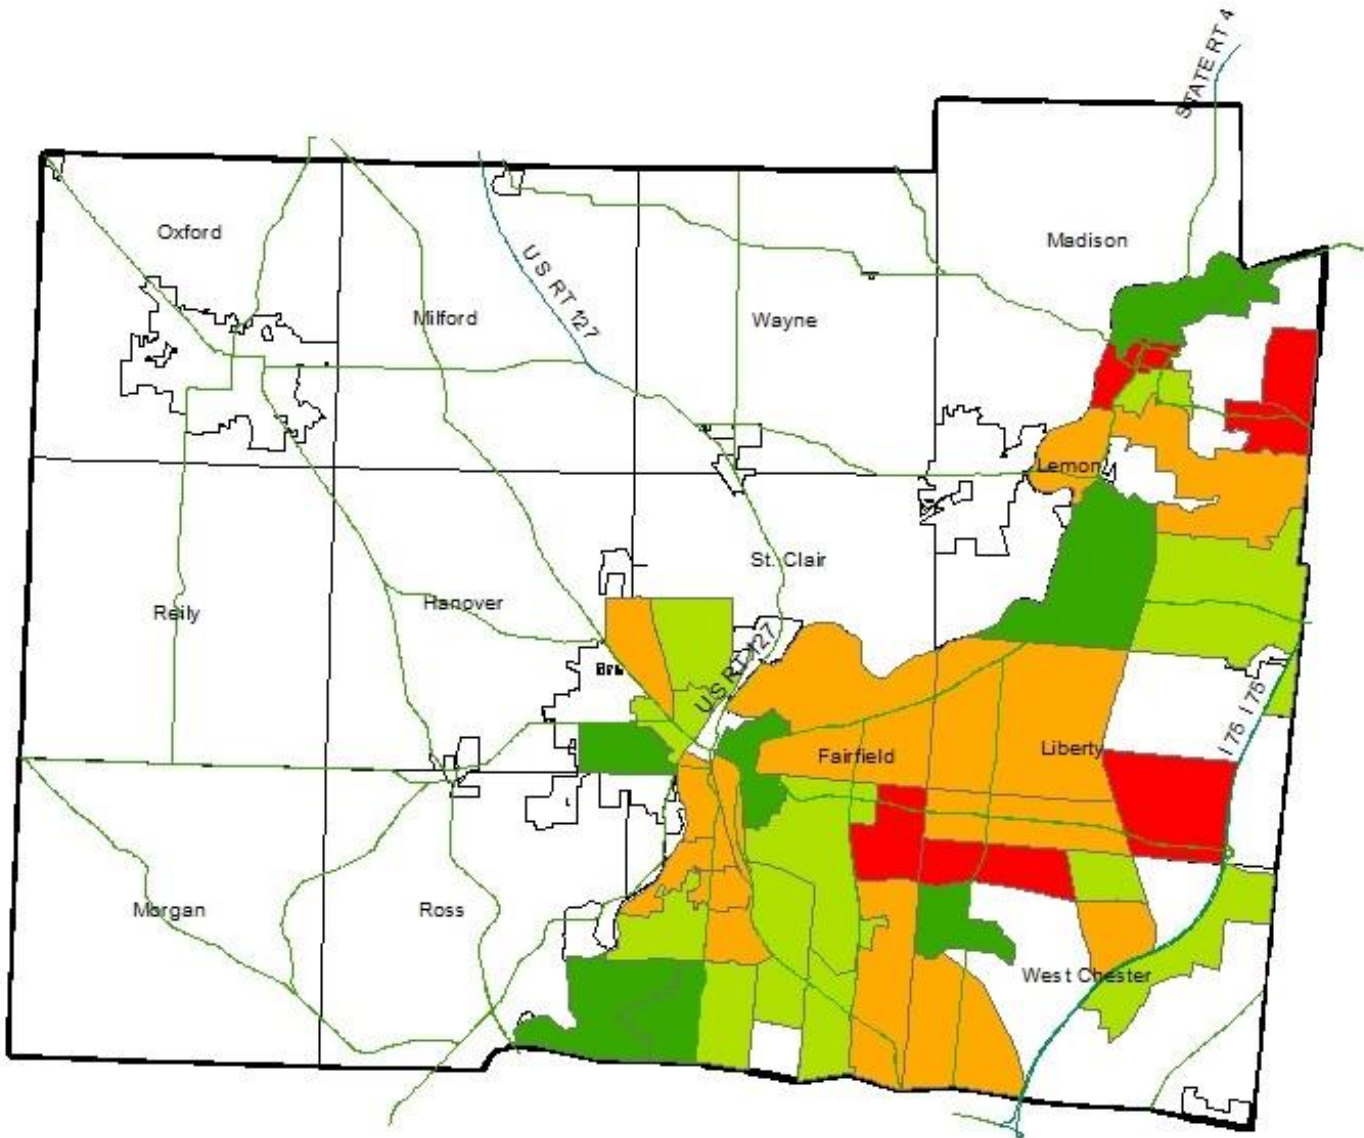 STATE RT 4
Oxford
Madison
Milford
US RT 127
Wayne
Lemon
St. Clair
Reily
Hanover
US RT 127
I 75
I 75
Fairfield
Liberty
Morgan
Ross
West Chester